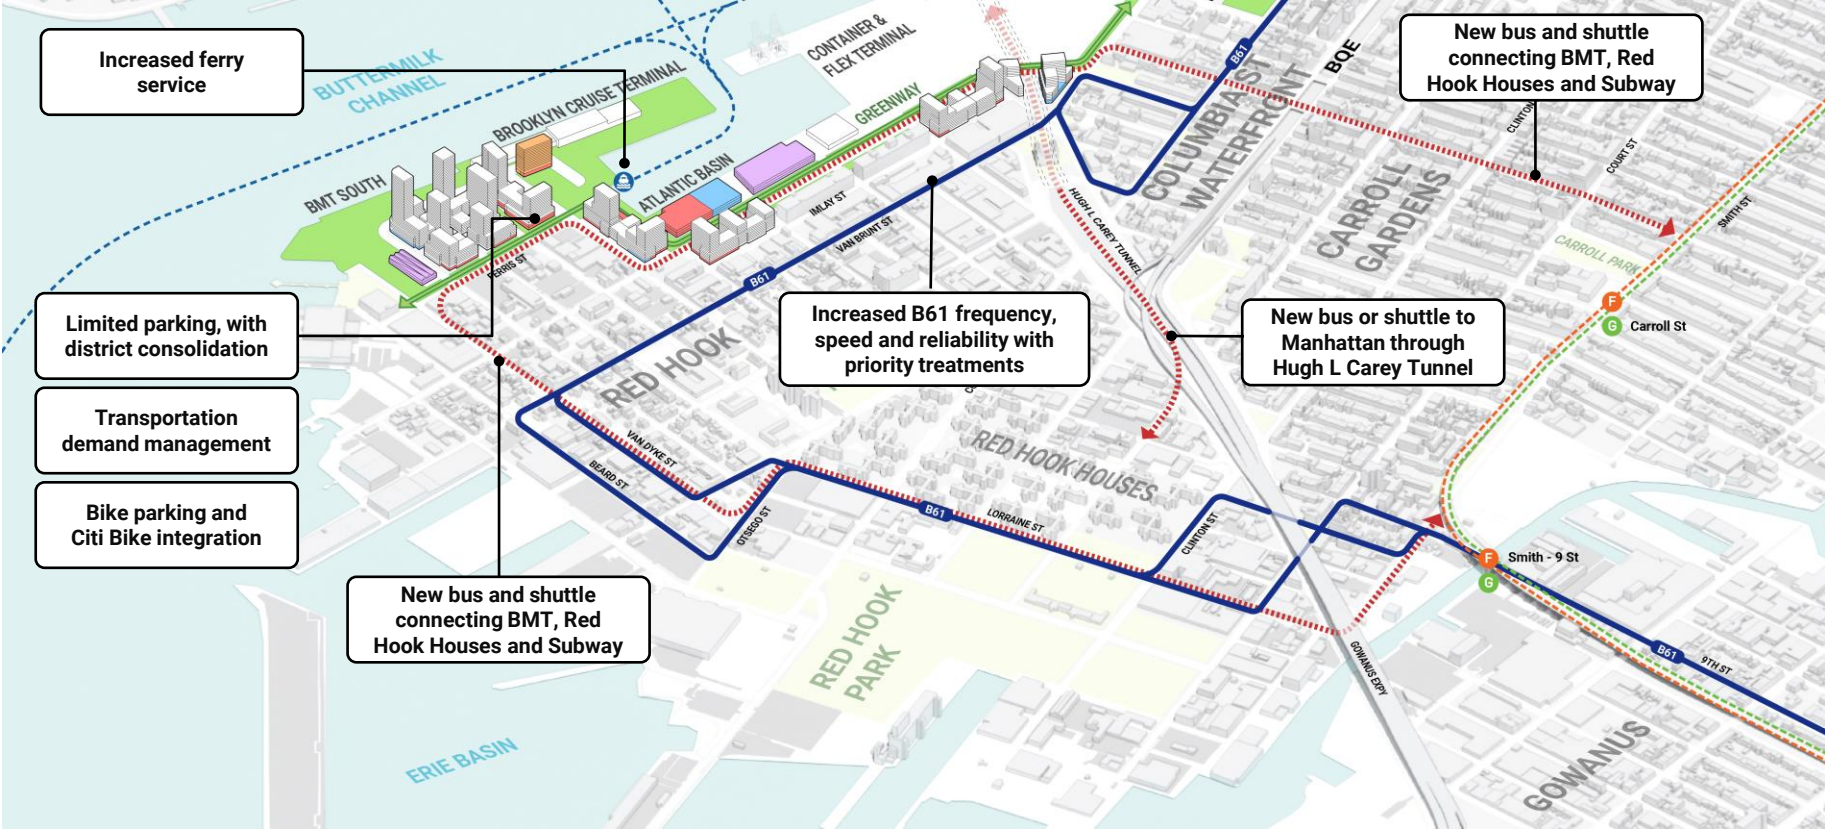 Increased ferry
service
BUTTERMILK
CHANNEL
BROOKLYN CRUISE TERMINAL
CONTAINER &
FLEX TERMINAL
GREENWAY
B61
BQE
COLUMBIA ST
WATERFRONT
New bus and shuttle
connecting BMT, Red
Hook Houses and Subway
CLINTON
COURT ST
SMITH ST
CARROLL
GARDENS
CARROLL PARK
BMT SOUTH
ATLANTIC BASIN
IMLAY ST
VAN BRUNT ST
HUGH L CAREY TUNNEL
FERRIS ST
B61
Limited parking, with
district consolidation
Increased B61 frequency,
speed and reliability with
priority treatments
New bus or shuttle to
Manhattan through
Hugh L Carey Tunnel
F
G
Carroll St
RED HOOK
Transportation
demand management
VAN DYKE ST
BEARD ST
RED HOOK HOUSES
Bike parking and
Citi Bike integration
OTSEGO ST
B61
LORRAINE ST
CLINTON ST
F
G
Smith - 9 St
New bus and shuttle
connecting BMT, Red
Hook Houses and Subway
RED HOOK
PARK
GOWANUS EXPY
B61
9TH ST
ERIE BASIN
GOWANUS